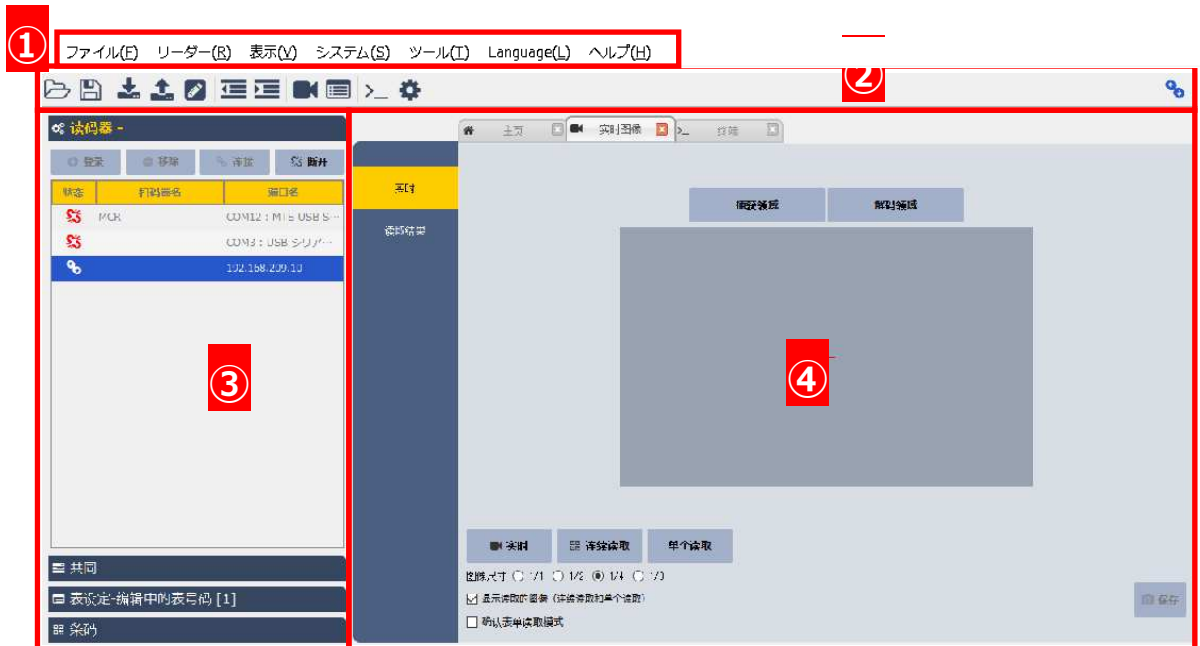 ①
ファイル(F) リーダー(R) 表示(V) システム(S) ツール(T) Language(L) ヘルプ(H)
②
读码器 -
主页 实时图像 终端
登录 移除 连接 断开
状态 扫码器名 端口名
实时
捕获领域 解码领域
MCR COM12 : MTE USB S…
读取结果
COM3 : USB シリア…
192.168.209.10
③
④
实时 连续读取 单个读取
共同
图像尺寸 1/1 1/2 1/4
表设定-编辑中的表号码 [1]
显示读取的图像 (连续读取和单个读取)
保存
条码
确认表单读取模式